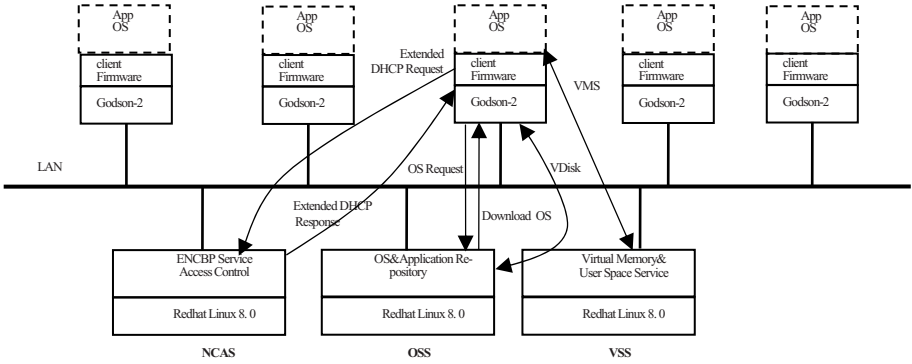 App
OS
App
OS
App
OS
App
OS
App
OS
client
Firmware
client
Firmware
Extended
DHCP Request
client
Firmware
client
Firmware
client
Firmware
VMS
Godson-2
Godson-2
Godson-2
Godson-2
Godson-2
LAN
OS Request
VDisk
Extended DHCP
Response
Download OS
ENCBP Service
Access Control
OS&Application Re-
pository
Virtual Memory&
User Space Service
Redhat Linux 8. 0
Redhat Linux 8. 0
Redhat Linux 8. 0
NCAS
OSS
VSS